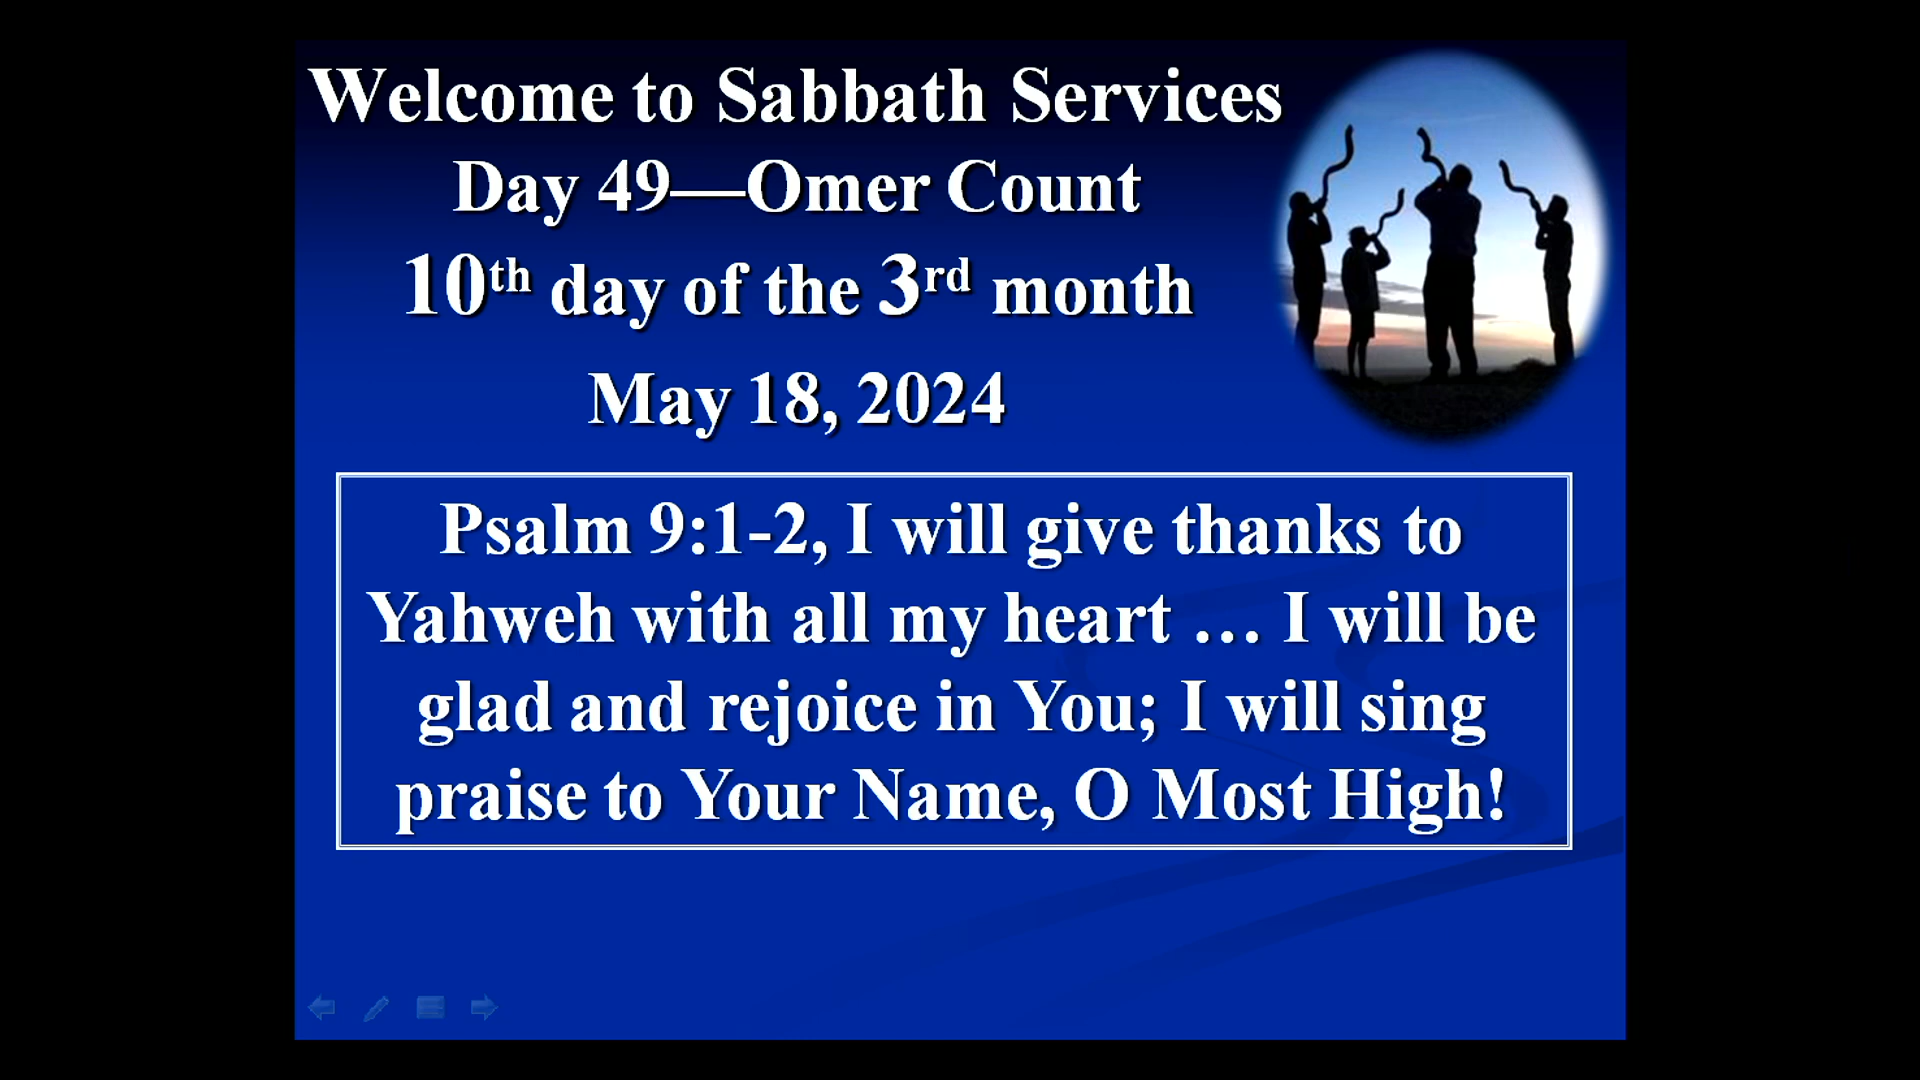 Welcome to Sabbath Services
Day 49—Omer Count
10th day of the 3rd month
May 18, 2024
Psalm 9:1-2, I will give thanks to
Yahweh with all my heart … I will be
glad and rejoice in You; I will sing
praise to Your Name, O Most High!